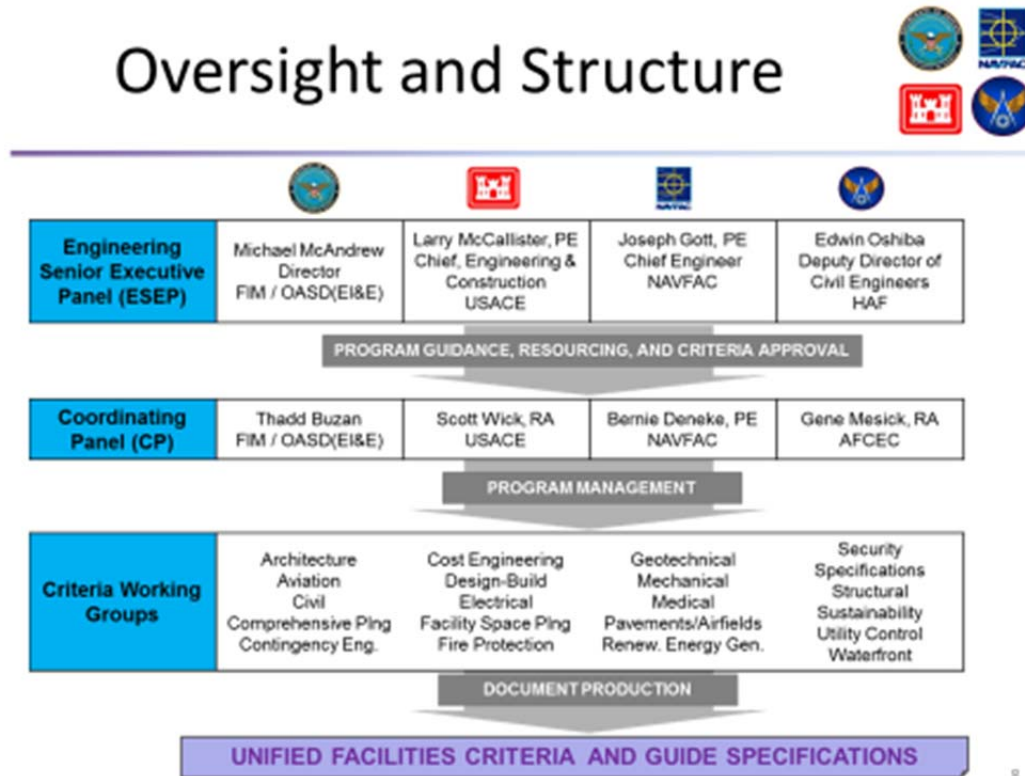 Oversight and Structure
NAVFAC
NAVFAC
Engineering
Senior Executive
Panel (ESEP)
Michael McAndrew
Director
FIM / OASD(EI&E)
Larry McCallister, PE
Chief, Engineering &
Construction
USACE
Joseph Gott, PE
Chief Engineer
NAVFAC
Edwin Oshiba
Deputy Director of
Civil Engineers
HAF
PROGRAM GUIDANCE, RESOURCING, AND CRITERIA APPROVAL
Coordinating
Panel (CP)
Thadd Buzan
FIM / OASD(EI&E)
Scott Wick, RA
USACE
Bernie Deneke, PE
NAVFAC
Gene Mesick, RA
AFCEC
PROGRAM MANAGEMENT
Criteria Working
Groups
Architecture
Aviation
Civil
Comprehensive Plng
Contingency Eng.
Cost Engineering
Design-Build
Electrical
Facility Space Plng
Fire Protection
Geotechnical
Mechanical
Medical
Pavements/Airfields
Renew. Energy Gen.
Security
Specifications
Structural
Sustainability
Utility Control
Waterfront
DOCUMENT PRODUCTION
UNIFIED FACILITIES CRITERIA AND GUIDE SPECIFICATIONS